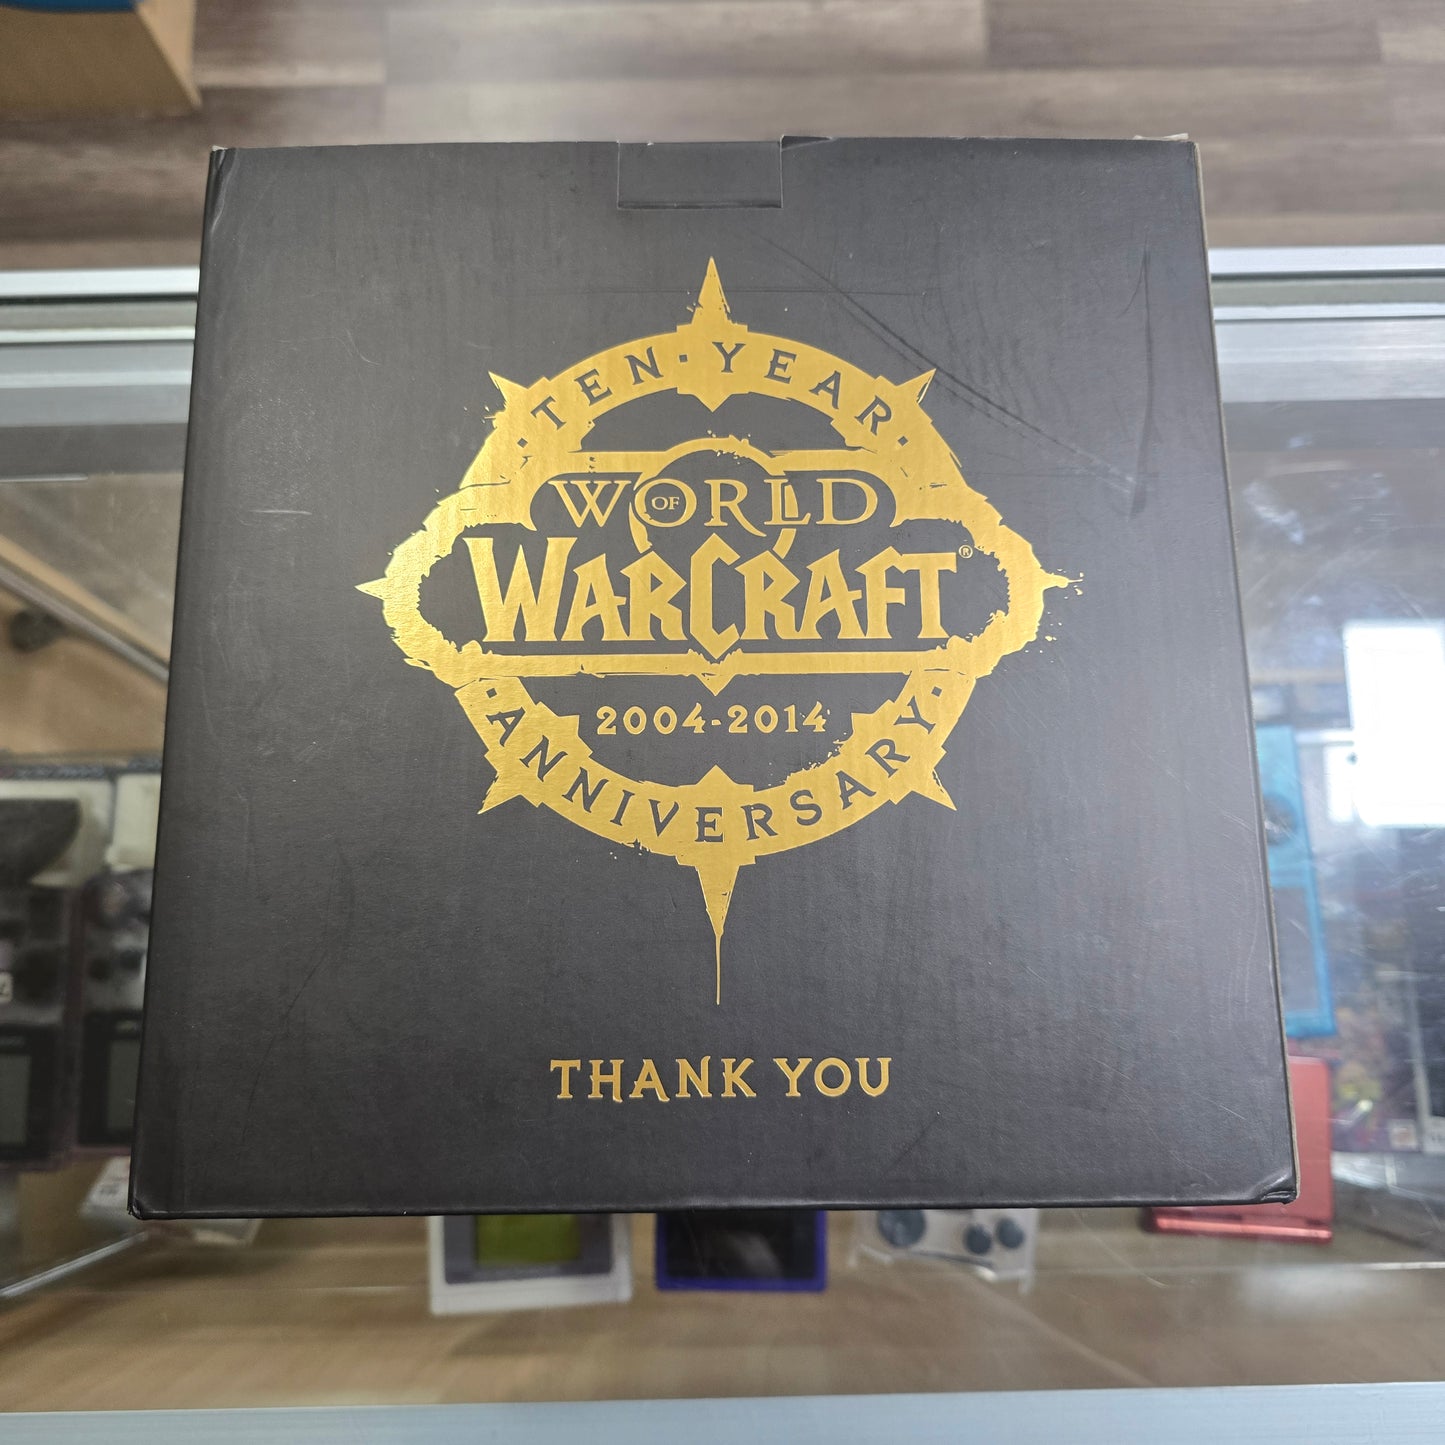 TEN·YEAR
WORLD
OF
WARCRAFT®
2004-2014
ANNIVERSARY
THANK YOU